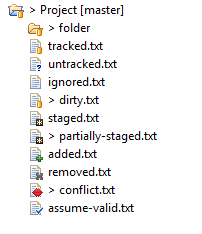 > Project [master]
> folder
tracked.txt
untracked.txt
ignored.txt
> dirty.txt
staged.txt
> partially-staged.txt
added.txt
removed.txt
> conflict.txt
assume-valid.txt